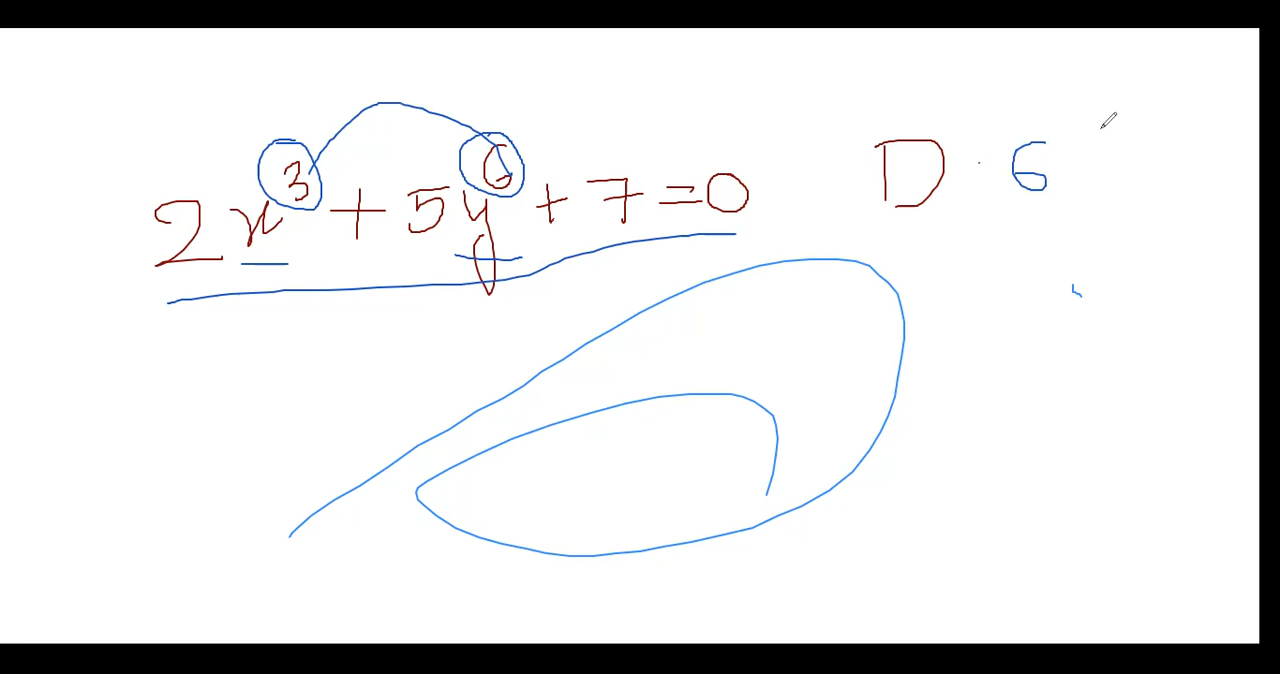 2x³ + 5y⁶ + 7 = 0
D · 6